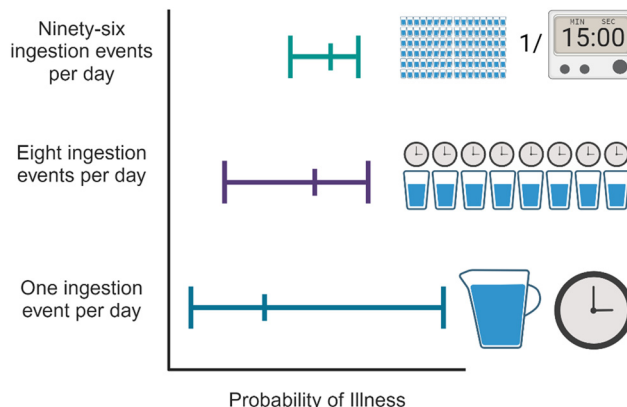 Ninety-six
ingestion events
per day
1/
MIN SEC
15:00
Eight ingestion
events per day
One ingestion
event per day
Probability of Illness